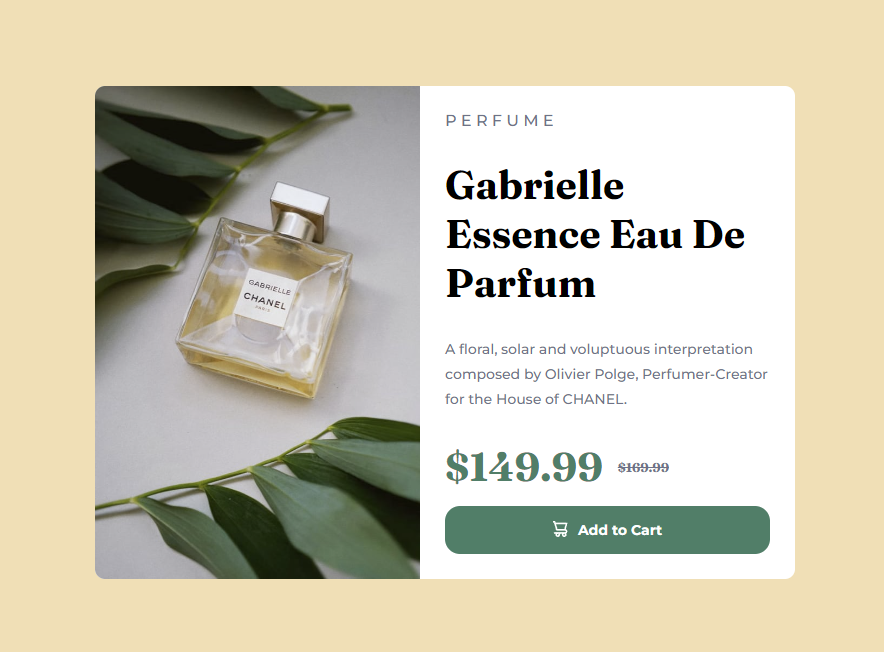 GABRIELLE
CHANEL
PARIS
PERFUME
Gabrielle
Essence Eau De
Parfum
A floral, solar and voluptuous interpretation
composed by Olivier Polge, Perfumer-Creator
for the House of CHANEL.
$149.99 $169.99
Add to Cart